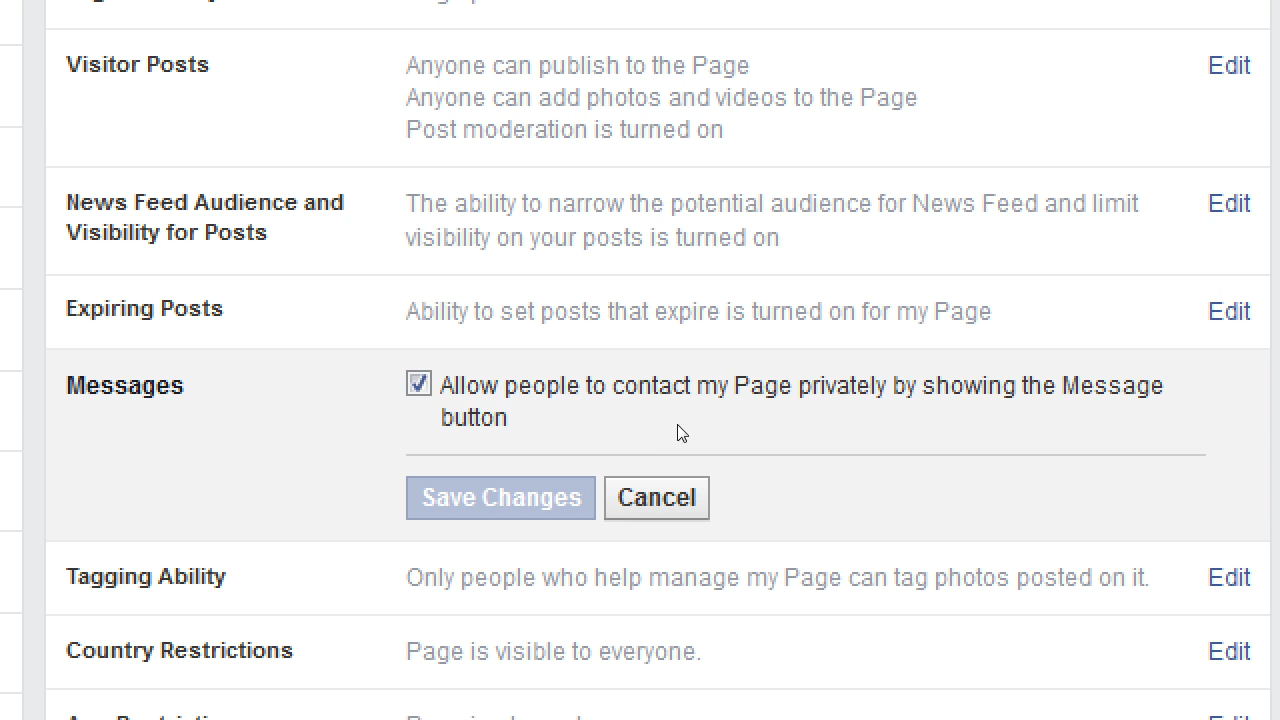 Visitor Posts
Anyone can publish to the Page
Edit
Anyone can add photos and videos to the Page
Post moderation is turned on
News Feed Audience and
Visibility for Posts
The ability to narrow the potential audience for News Feed and limit
visibility on your posts is turned on
Edit
Expiring Posts
Ability to set posts that expire is turned on for my Page
Edit
Messages
Allow people to contact my Page privately by showing the Message
button
Save Changes
Cancel
Tagging Ability
Only people who help manage my Page can tag photos posted on it.
Edit
Country Restrictions
Page is visible to everyone.
Edit